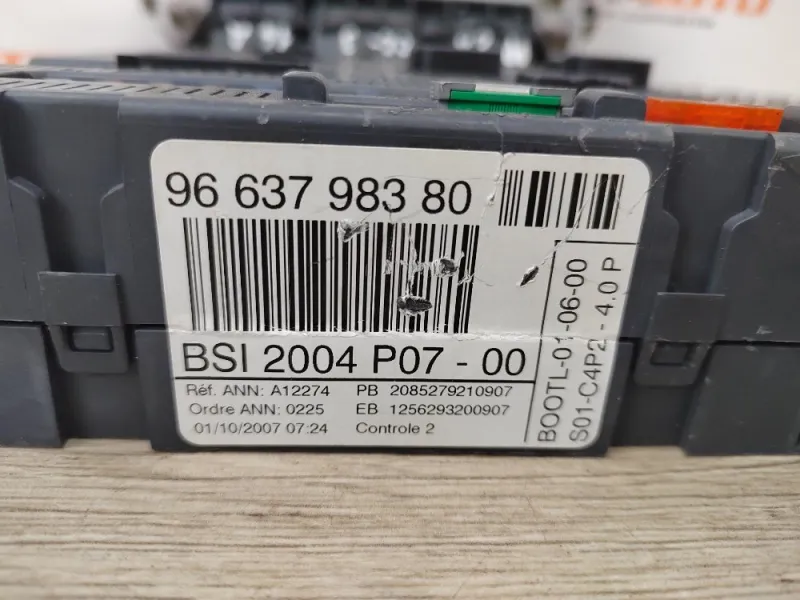 96 637 983 80
BSI 2004 P07 - 00
Réf. ANN: A12274 PB 2085279210907
Ordre ANN: 0225 EB 1256293200907
01/10/2007 07:24 Controle 2
BOOTL-01-06-00
S01-C4P2 - 4.0 P